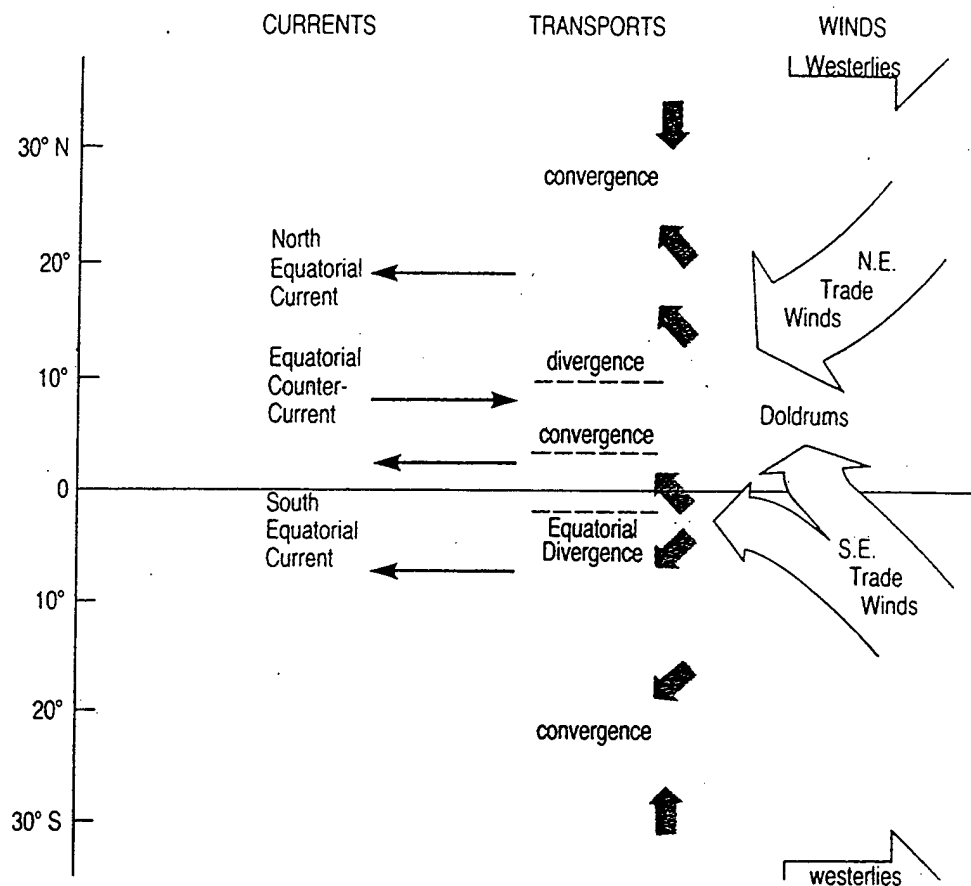 CURRENTS
TRANSPORTS
WINDS
Westerlies
30° N
convergence
North
Equatorial
Current
20°
N.E.
Trade
Winds
Equatorial
Counter-
Current
divergence
10°
Doldrums
convergence
0
South
Equatorial
Current
Equatorial
Divergence
S.E.
Trade
Winds
10°
20°
convergence
30° S
westerlies